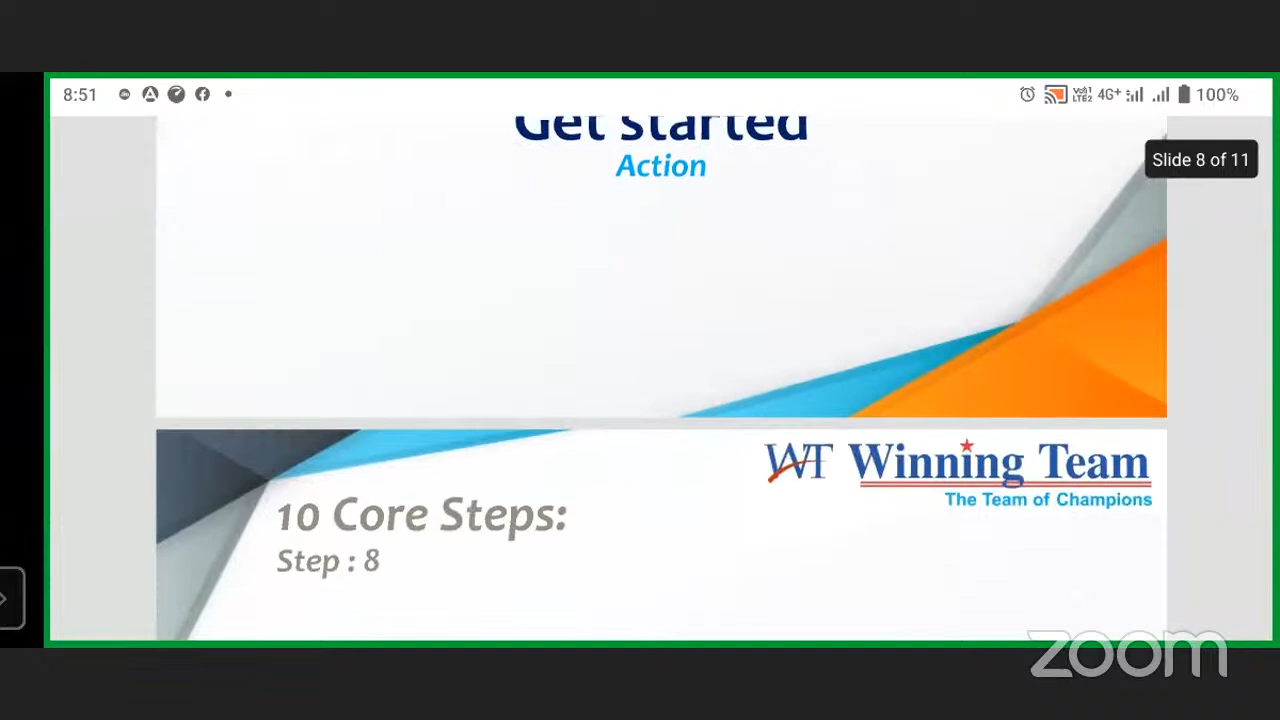 8:51
4G+ 100%
Get started
Action
Slide 8 of 11
WT Winning Team
The Team of Champions
10 Core Steps:
Step : 8
zoom